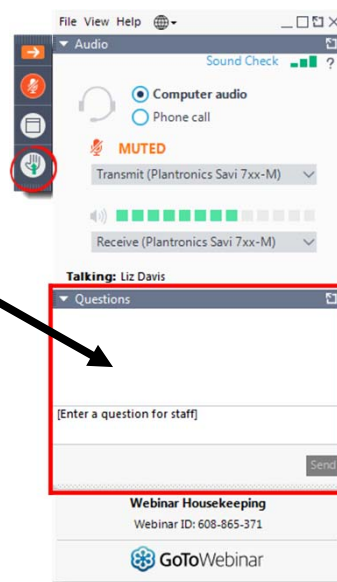 File View Help
Audio
Sound Check ?
Computer audio
Phone call
MUTED
Transmit (Plantronics Savi 7xx-M)
Receive (Plantronics Savi 7xx-M)
Talking: Liz Davis
Questions
[Enter a question for staff]
Send
Webinar Housekeeping
Webinar ID: 608-865-371
GoToWebinar